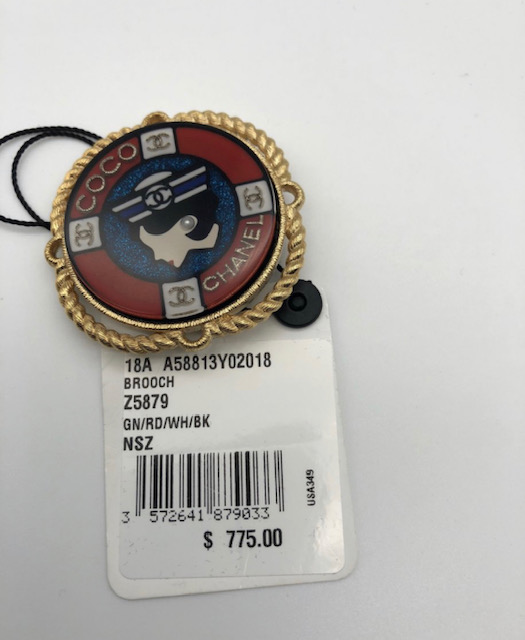 COCO
CHANEL
18A A58813Y02018
BROOCH
Z5879
GN/RD/WH/BK
NSZ
USA349
3 572641 879033
$ 775.00